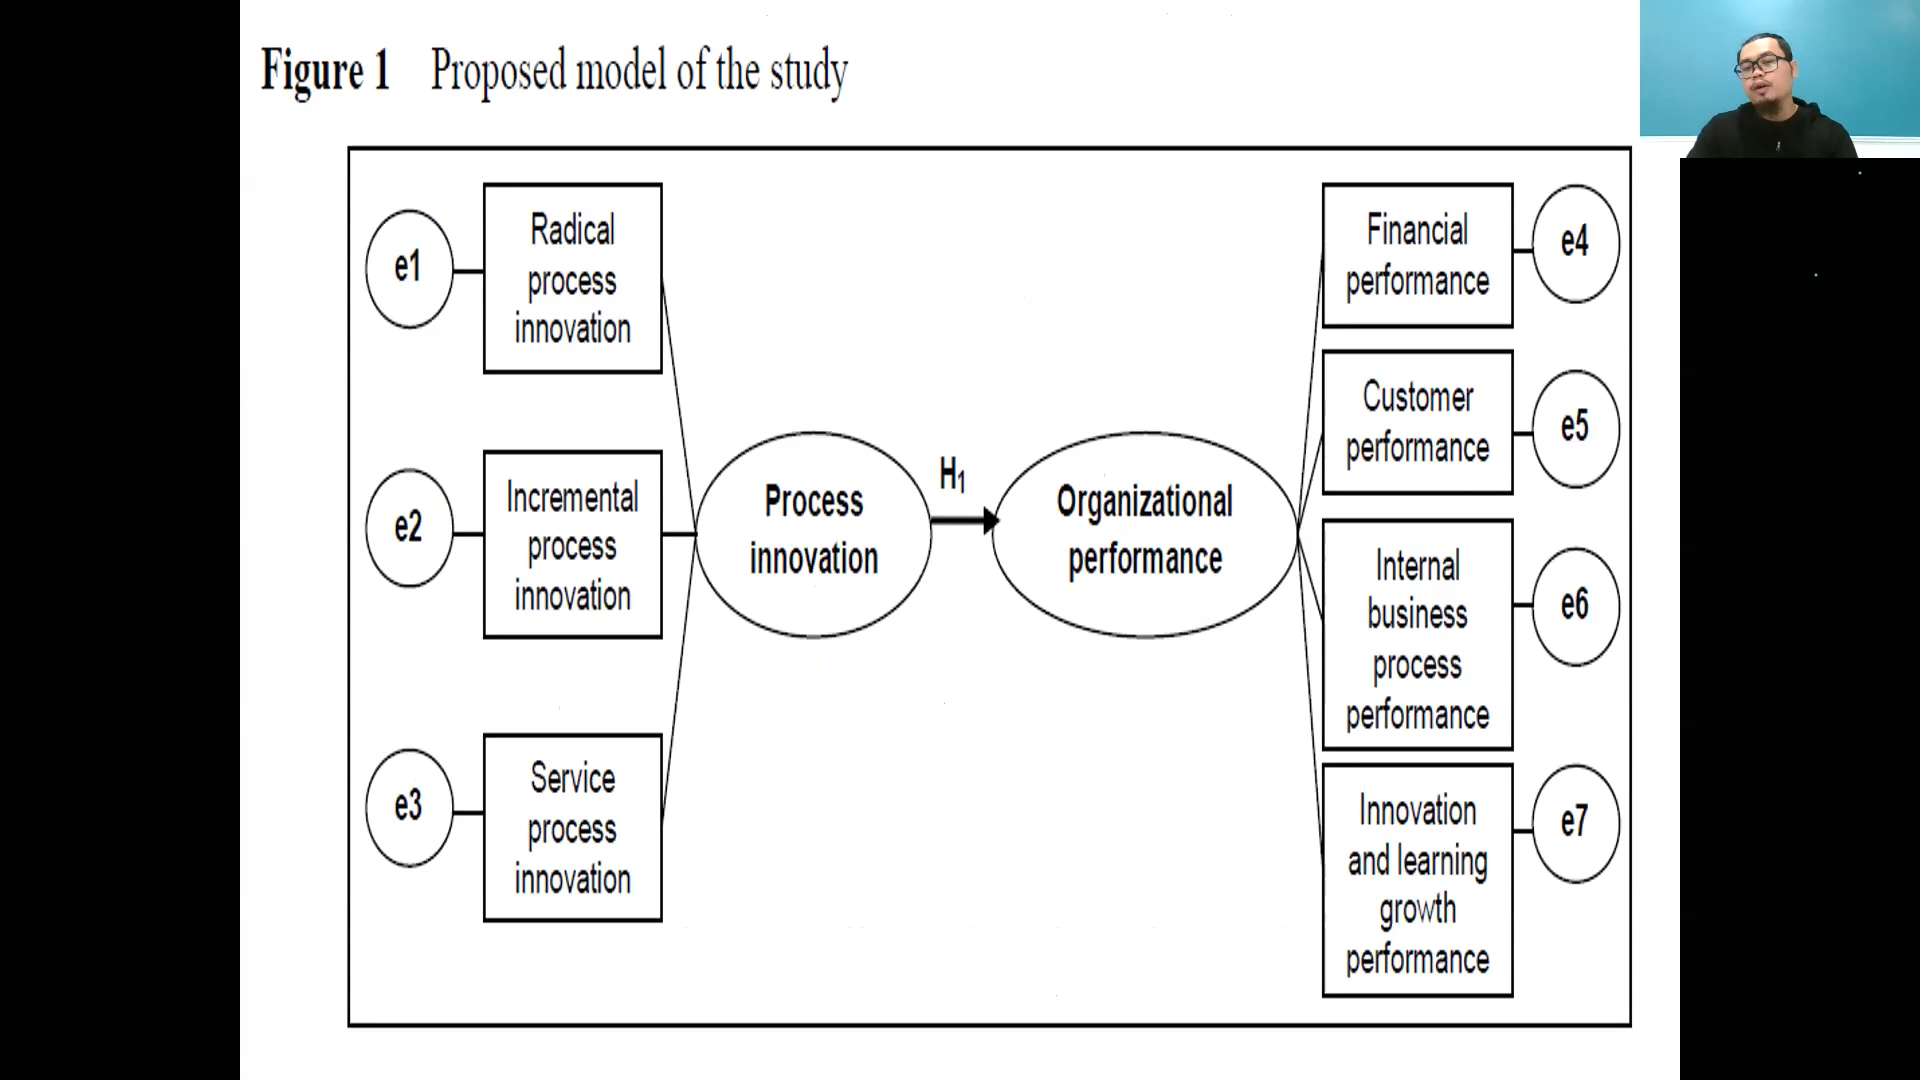 Figure 1 Proposed model of the study
e1
Radical
process
innovation
e2
Incremental
process
innovation
e3
Service
process
innovation
Process
innovation
H1
Organizational
performance
Financial
performance
e4
Customer
performance
e5
Internal
business
process
performance
e6
Innovation
and learning
growth
performance
e7